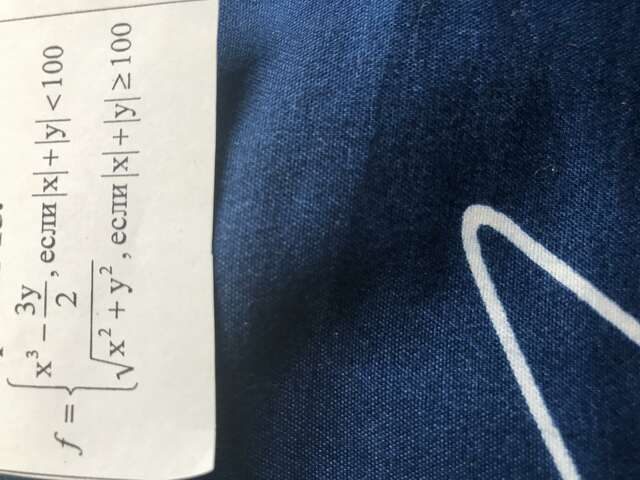 f = { x³ − 3y/2, если |x| + |y| < 100
√(x² + y²), если |x| + |y| ≥ 100